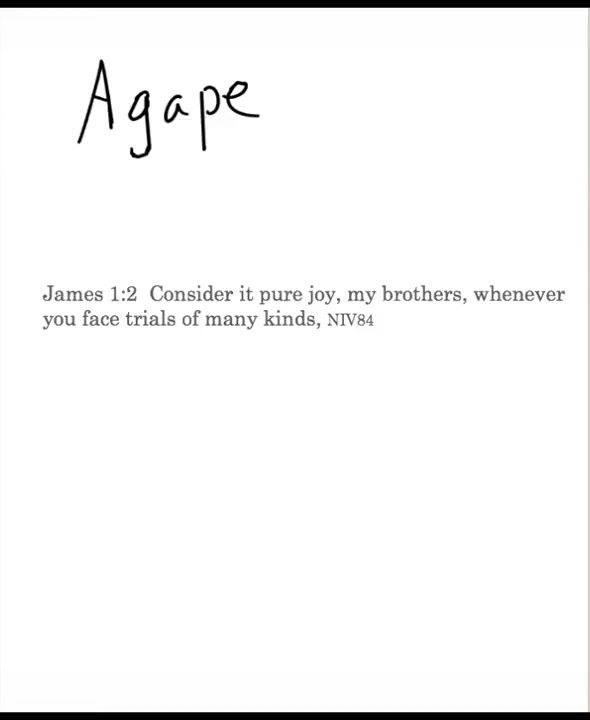 Agape
James 1:2 Consider it pure joy, my brothers, whenever
you face trials of many kinds, NIV84